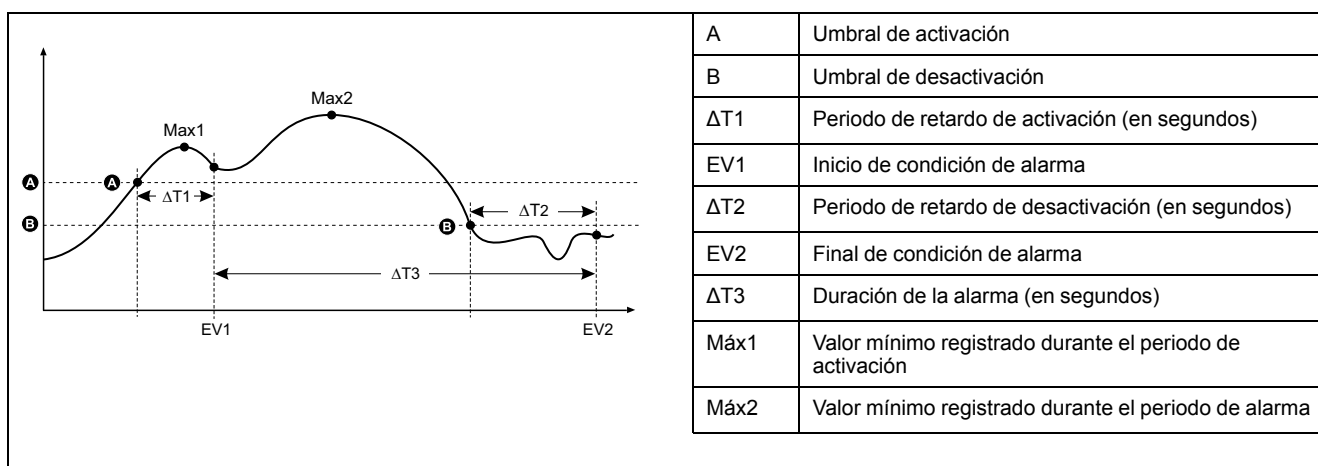 Max2
Max1
A
A
ΔT1
B
B
ΔT2
ΔT3
EV1
EV2
A Umbral de activación
B Umbral de desactivación
ΔT1 Periodo de retardo de activación (en segundos)
EV1 Inicio de condición de alarma
ΔT2 Periodo de retardo de desactivación (en segundos)
EV2 Final de condición de alarma
ΔT3 Duración de la alarma (en segundos)
Máx1 Valor mínimo registrado durante el periodo de
activación
Máx2 Valor mínimo registrado durante el periodo de alarma